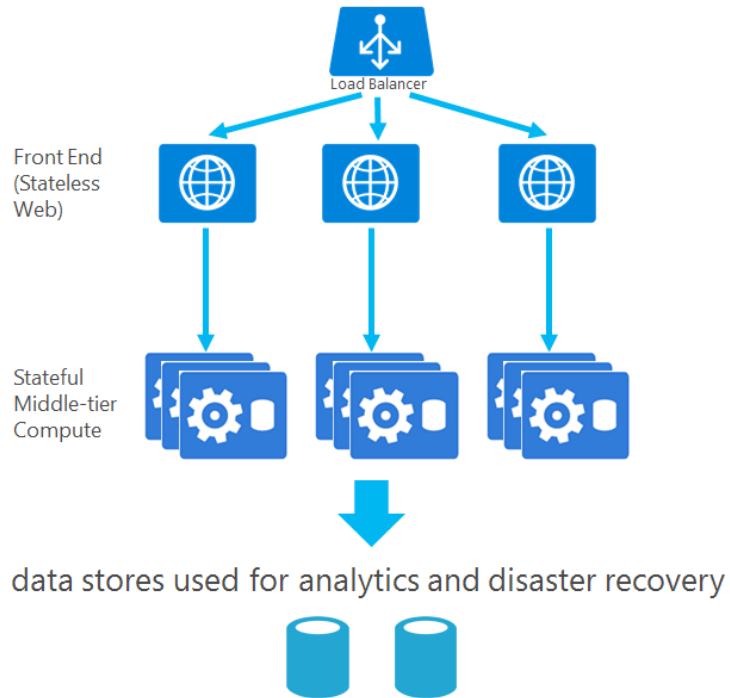 Load Balancer
Front End
(Stateless
Web)
Stateful
Middle-tier
Compute
data stores used for analytics and disaster recovery